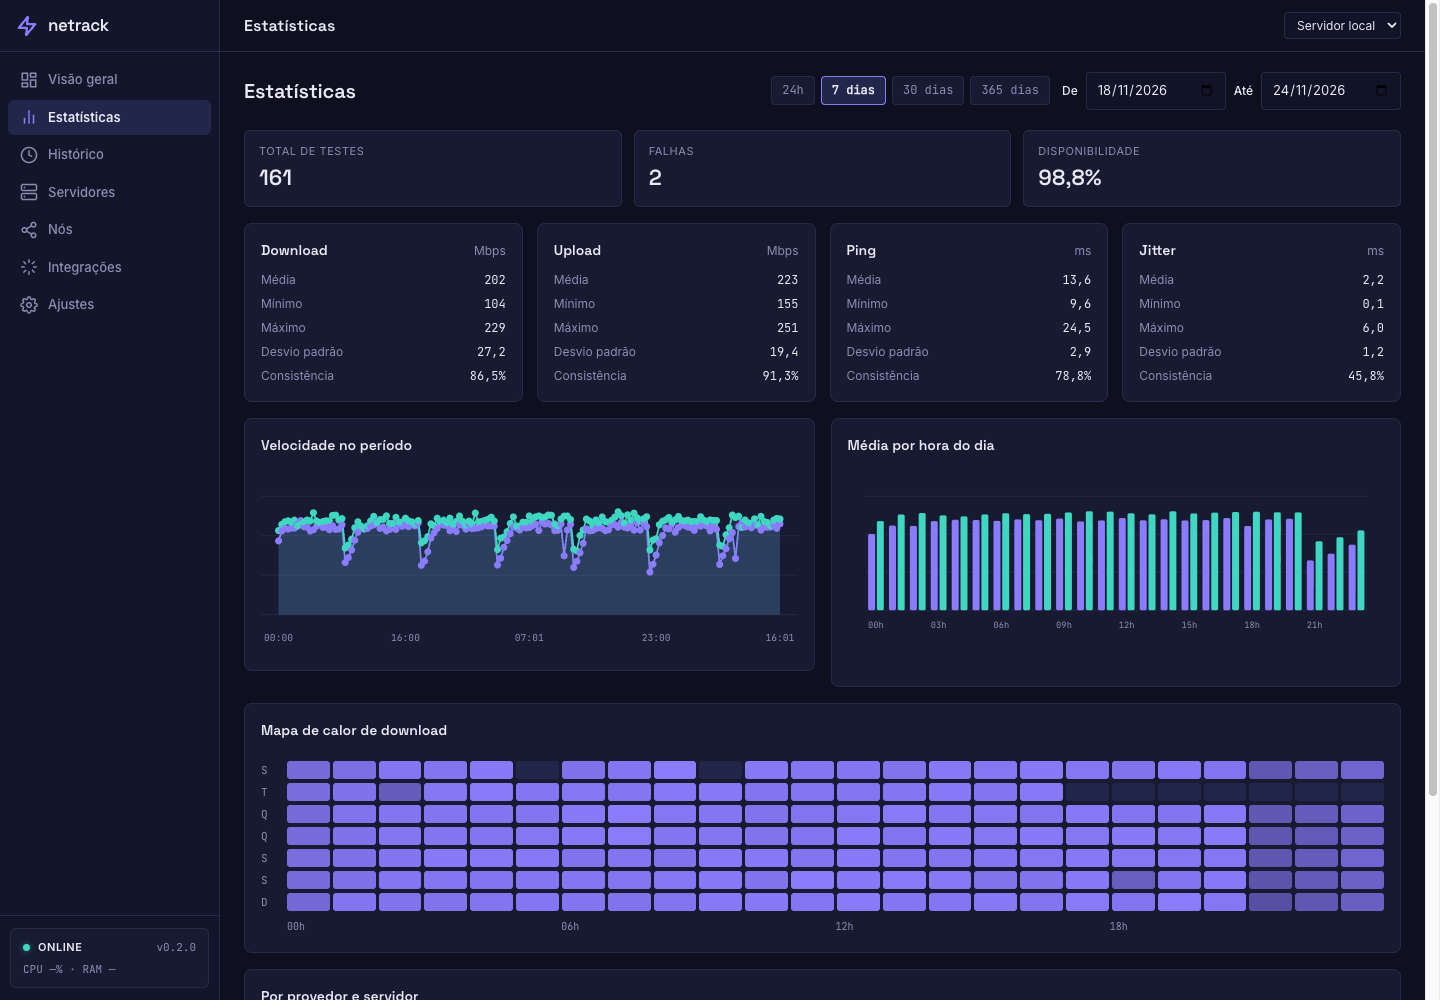 netrack
Estatísticas
Servidor local
Visão geral
Estatísticas
Histórico
Servidores
Nós
Integrações
Ajustes
ONLINE v0.2.0
CPU —% · RAM —
Estatísticas
24h 7 dias 30 dias 365 dias De 18/11/2026 Até 24/11/2026
TOTAL DE TESTES
161
FALHAS
2
DISPONIBILIDADE
98,8%
Download Mbps
Média 202
Mínimo 104
Máximo 229
Desvio padrão 27,2
Consistência 86,5%
Upload Mbps
Média 223
Mínimo 155
Máximo 251
Desvio padrão 19,4
Consistência 91,3%
Ping ms
Média 13,6
Mínimo 9,6
Máximo 24,5
Desvio padrão 2,9
Consistência 78,8%
Jitter ms
Média 2,2
Mínimo 0,1
Máximo 6,0
Desvio padrão 1,2
Consistência 45,8%
Velocidade no período
00:00 16:00 07:01 23:00 16:01
Média por hora do dia
00h 03h 06h 09h 12h 15h 18h 21h
Mapa de calor de download
S
T
Q
Q
S
S
D
00h 06h 12h 18h
Por provedor e servidor